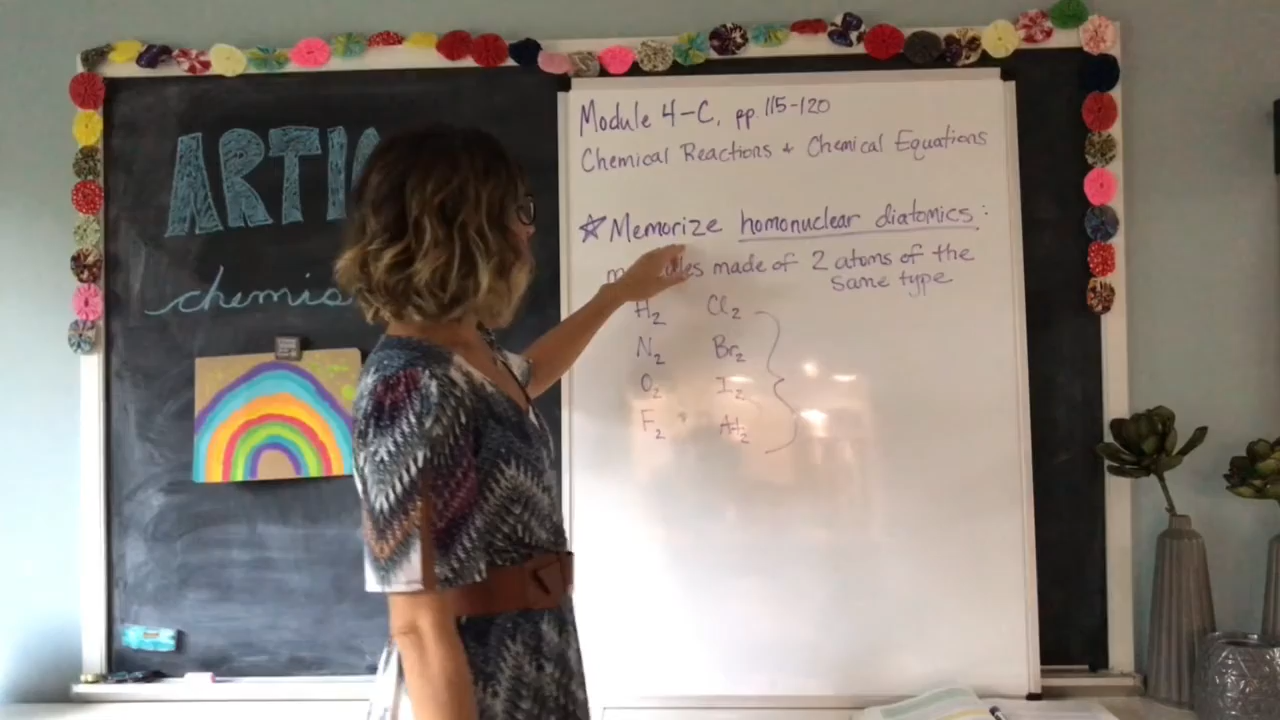 ARTIC
chemis
Module 4-C, pp. 115-120
Chemical Reactions + Chemical Equations
☆ Memorize homonuclear diatomics:
made of 2 atoms of the
same type
H₂ Cl₂
N₂ Br₂
O₂ I₂
F₂ At₂